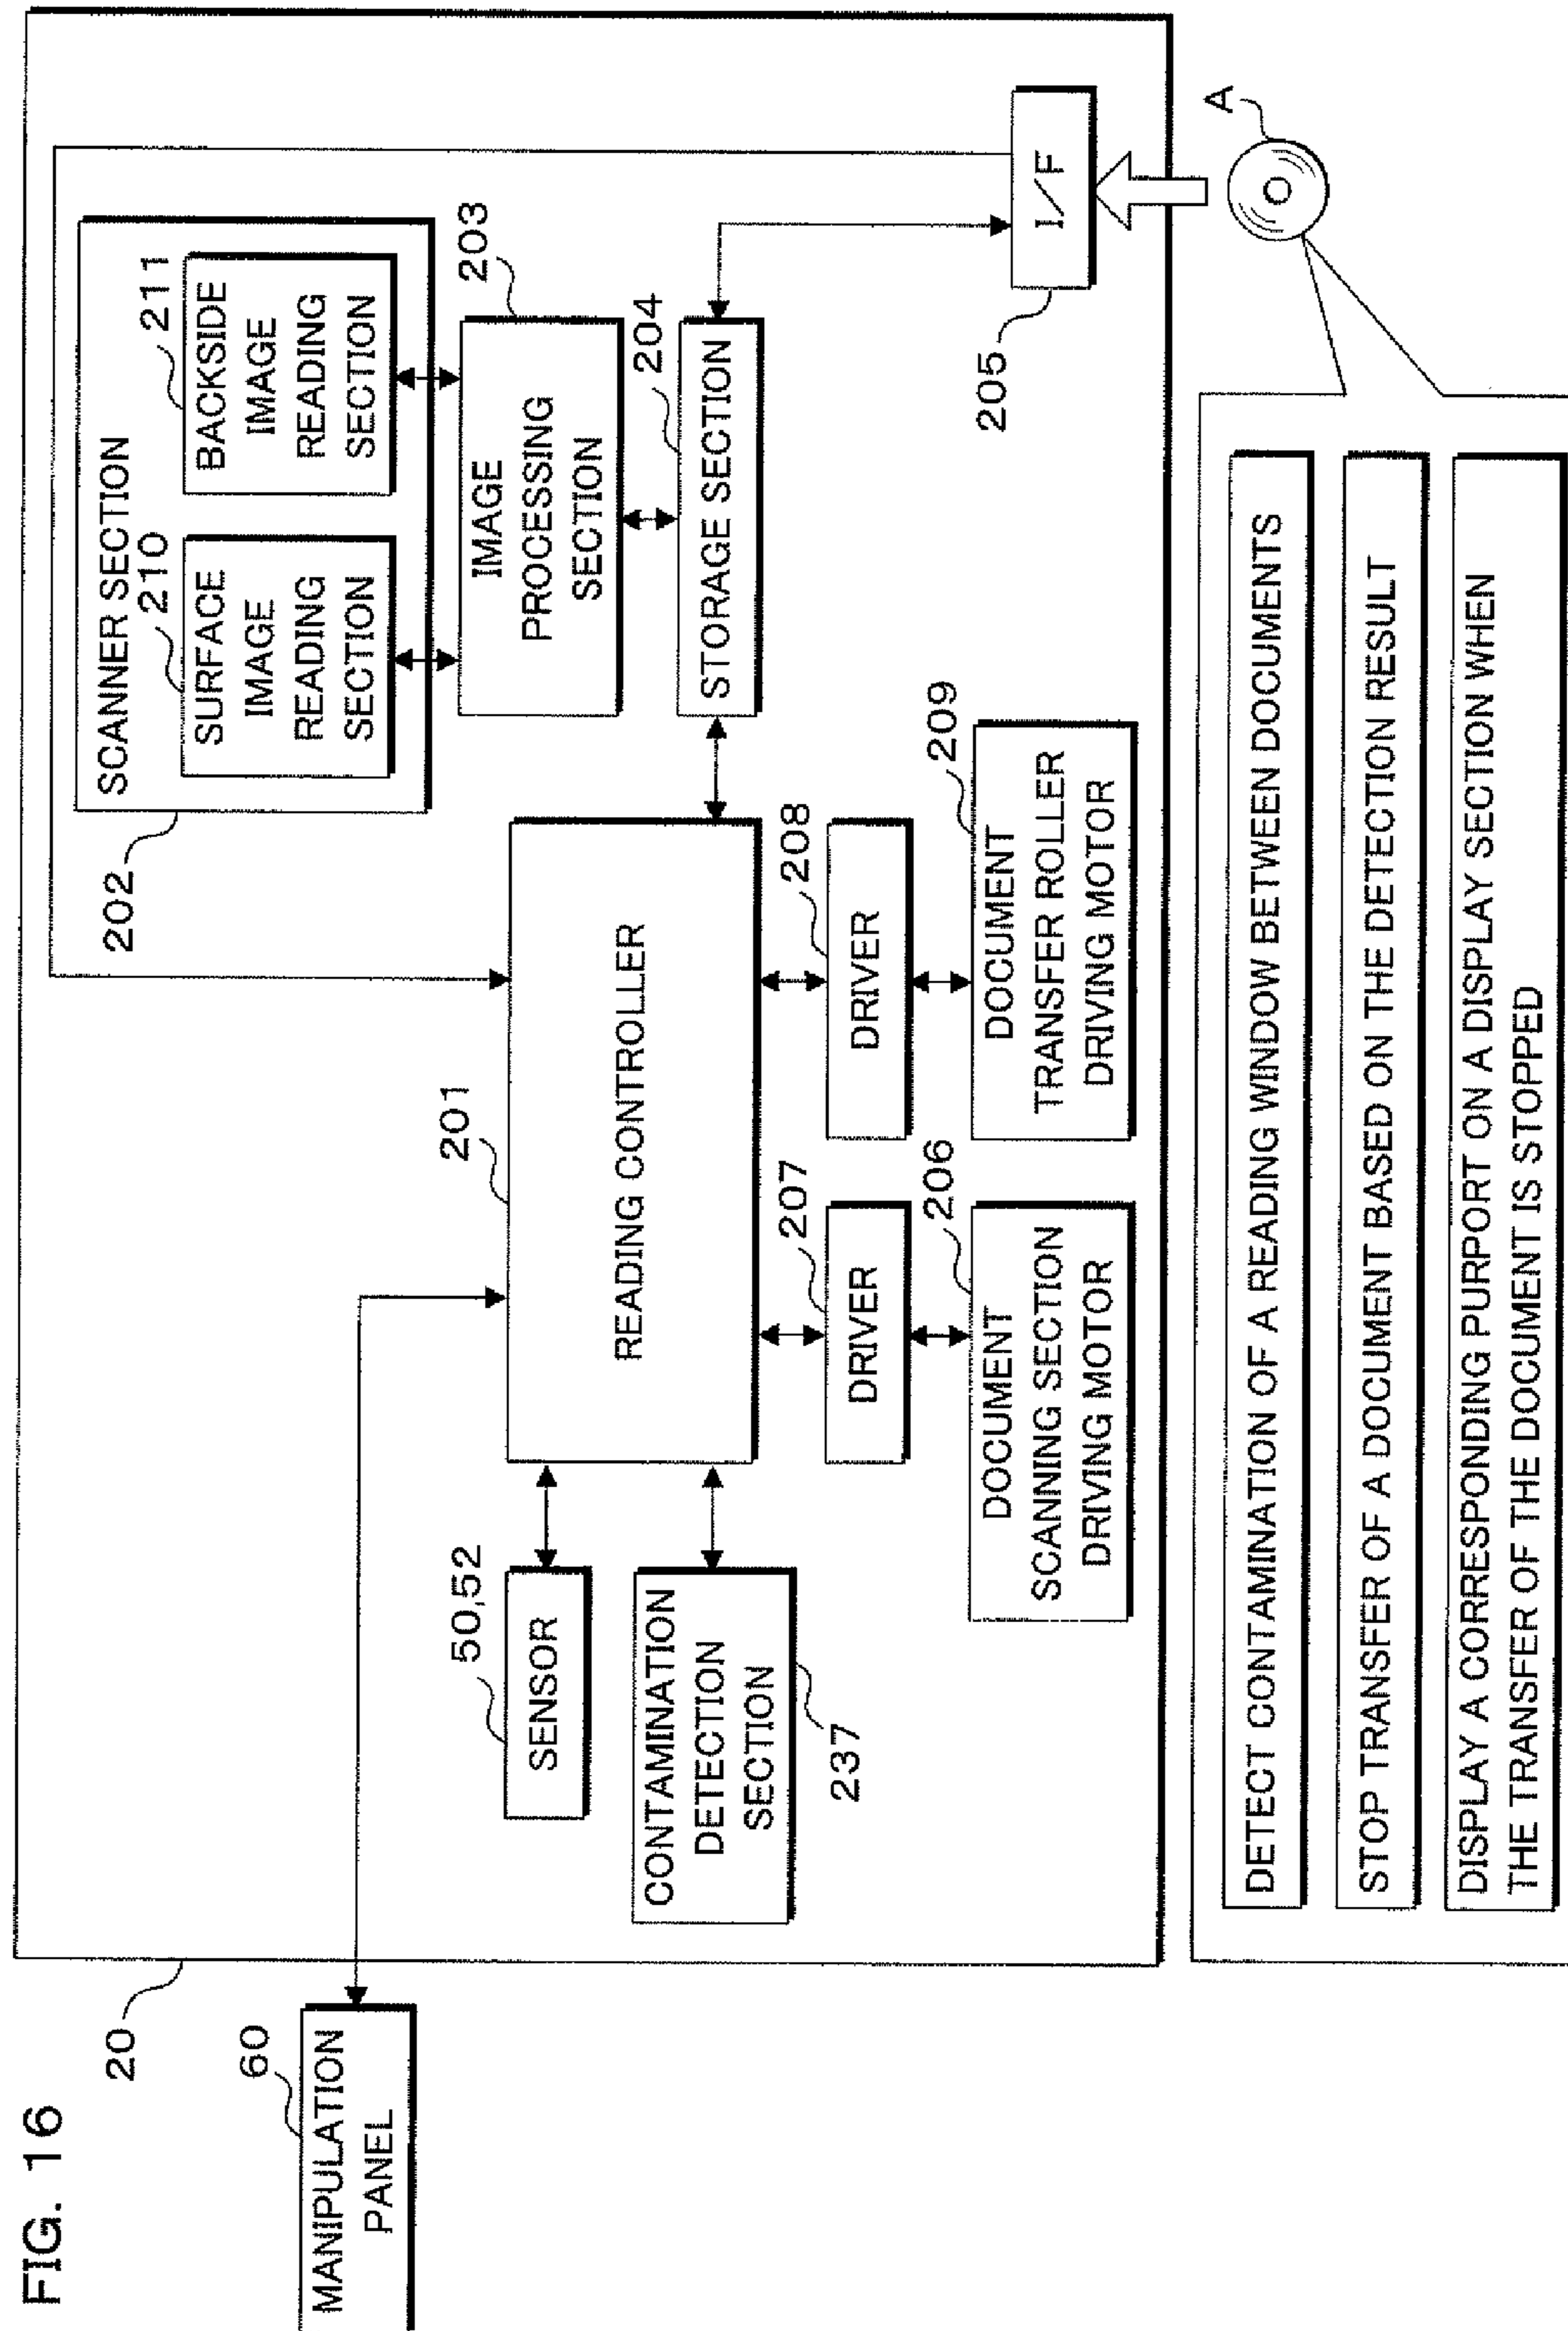 FIG. 16
20
60
MANIPULATION
PANEL
SCANNER SECTION
202
210
SURFACE
IMAGE
READING
SECTION
211
BACKSIDE
IMAGE
READING
SECTION
203
IMAGE
PROCESSING
SECTION
204
STORAGE SECTION
205
I/F
A
201
READING CONTROLLER
50,52
SENSOR
CONTAMINATION
DETECTION
SECTION
237
207
DRIVER
208
DRIVER
206
DOCUMENT
SCANNING SECTION
DRIVING MOTOR
209
DOCUMENT
TRANSFER ROLLER
DRIVING MOTOR
DETECT CONTAMINATION OF A READING WINDOW BETWEEN DOCUMENTS
STOP TRANSFER OF A DOCUMENT BASED ON THE DETECTION RESULT
DISPLAY A CORRESPONDING PURPORT ON A DISPLAY SECTION WHEN
THE TRANSFER OF THE DOCUMENT IS STOPPED